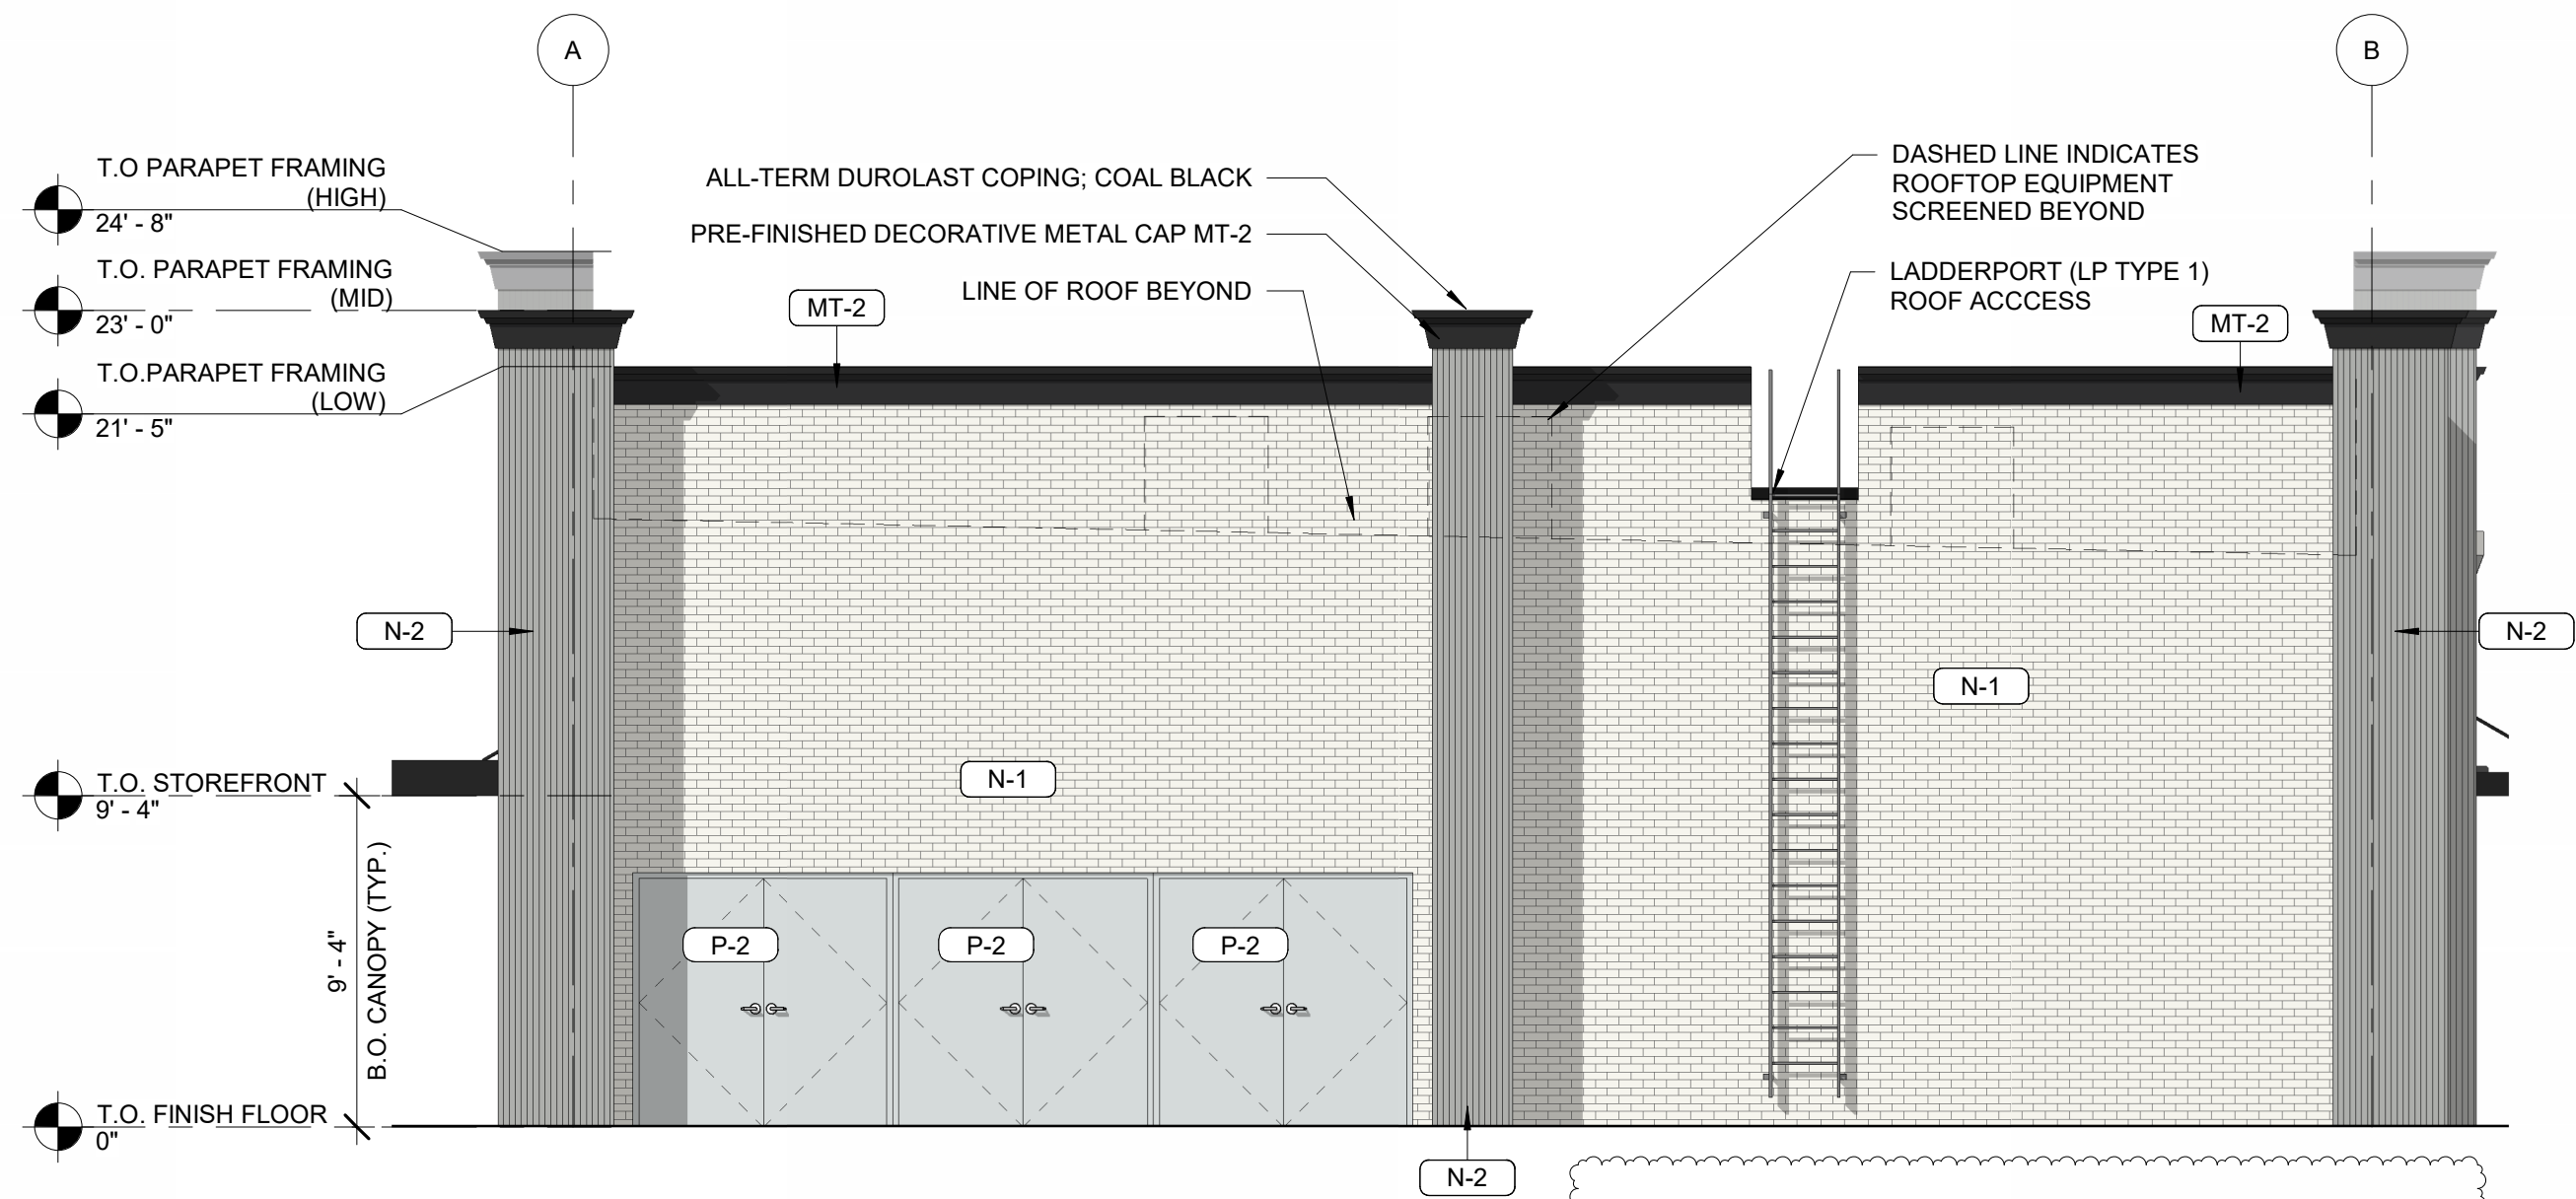 A
B
T.O PARAPET FRAMING
(HIGH)
24' - 8"
T.O. PARAPET FRAMING
(MID)
23' - 0"
T.O.PARAPET FRAMING
(LOW)
21' - 5"
ALL-TERM DUROLAST COPING; COAL BLACK
PRE-FINISHED DECORATIVE METAL CAP MT-2
LINE OF ROOF BEYOND
MT-2
DASHED LINE INDICATES
ROOFTOP EQUIPMENT
SCREENED BEYOND
LADDERPORT (LP TYPE 1)
ROOF ACCCESS
MT-2
N-2
N-2
N-1
N-1
T.O. STOREFRONT
9' - 4"
9' - 4"
B.O. CANOPY (TYP.)
P-2
P-2
P-2
T.O. FINISH FLOOR
0"
N-2